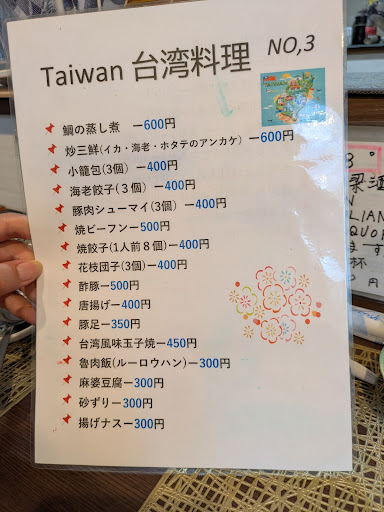 Taiwan 台湾料理 NO,3
鯛の蒸し煮 ー600円
炒三鮮(イカ・海老・ホタテのアンカケ) ー600円
小籠包(3個) ー400円
海老餃子(3個) ー400円
豚肉シューマイ(3個) ー400円
焼ビーフンー500円
焼餃子(1人前8個)ー400円
花枝団子(3個)ー400円
酢豚ー500円
唐揚げー400円
豚足ー350円
台湾風味玉子焼ー450円
魯肉飯(ルーロウハン)ー300円
麻婆豆腐ー300円
砂ずりー300円
揚げナスー300円
3°
梁酒
LIAN
QUOR
ます
杯
円